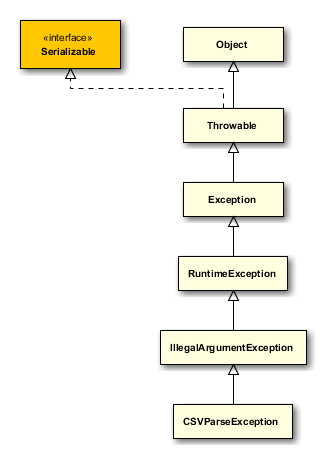 «interface»
Serializable
Object
Throwable
Exception
RuntimeException
IllegalArgumentException
CSVParseException